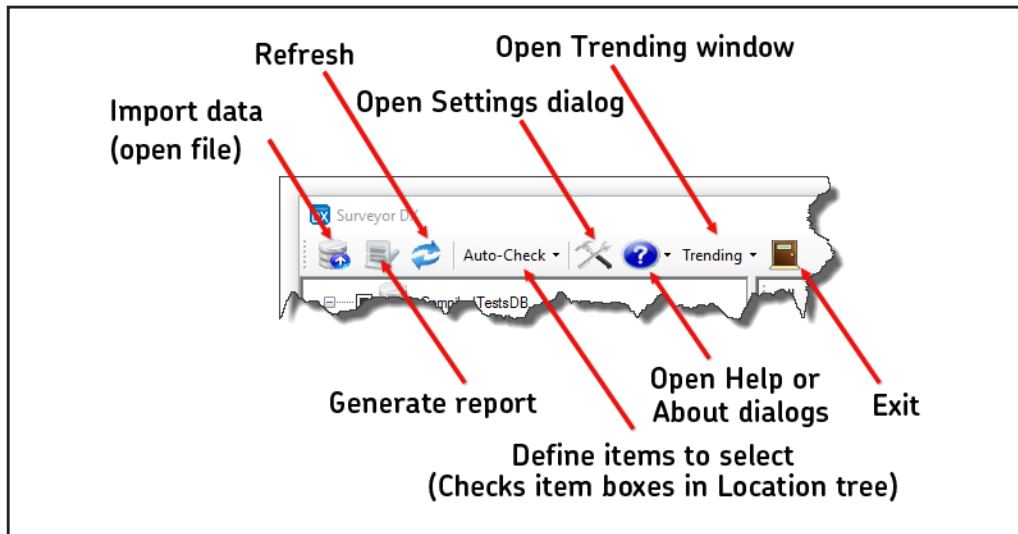 Open Trending window
Refresh
Open Settings dialog
Import data
(open file)
DX Surveyor DX
Auto-Check
?
Trending
TestsDB
Generate report
Open Help or
About dialogs
Exit
Define items to select
(Checks item boxes in Location tree)